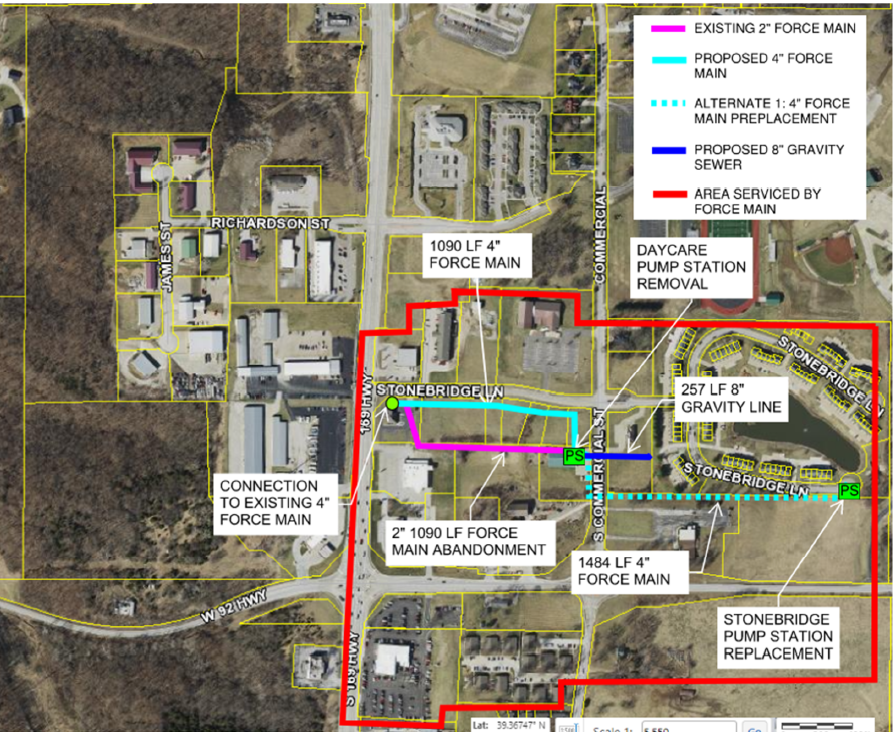 EXISTING 2" FORCE MAIN
PROPOSED 4" FORCE
MAIN
ALTERNATE 1: 4" FORCE
MAIN PREPLACEMENT
PROPOSED 8" GRAVITY
SEWER
AREA SERVICED BY
FORCE MAIN
RICHARDSON ST
JAMES ST
COMMERCIAL
1090 LF 4"
FORCE MAIN
DAYCARE
PUMP STATION
REMOVAL
STONEBRIDGE LN
STONEBRIDGE LN
169 HWY
257 LF 8"
GRAVITY LINE
S COMMERCIAL ST
PS
STONEBRIDGE LN
PS
CONNECTION
TO EXISTING 4"
FORCE MAIN
2" 1090 LF FORCE
MAIN ABANDONMENT
1484 LF 4"
FORCE MAIN
W 92 HWY
STONEBRIDGE
PUMP STATION
REPLACEMENT
S 169 HWY
Lat: 39.36747° N
Scale 1: 5,550
Go